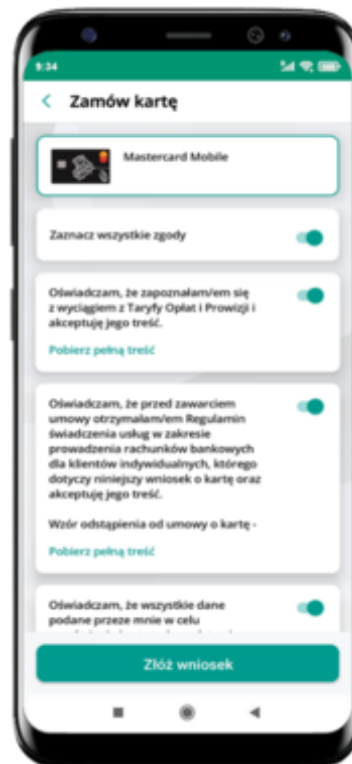 9:34
Zamów kartę
Mastercard Mobile
Zaznacz wszystkie zgody
Oświadczam, że zapoznałam/em się
z wyciągiem z Taryfy Opłat i Prowizji i
akceptuję jego treść.
Pobierz pełną treść
Oświadczam, że przed zawarciem
umowy otrzymałam/em Regulamin
świadczenia usług w zakresie
prowadzenia rachunków bankowych
dla klientów indywidualnych, którego
dotyczy niniejszy wniosek o kartę oraz
akceptuję jego treść.
Wzór odstąpienia od umowy o kartę -
Pobierz pełną treść
Oświadczam, że wszystkie dane
podane przeze mnie w celu
Złóż wniosek